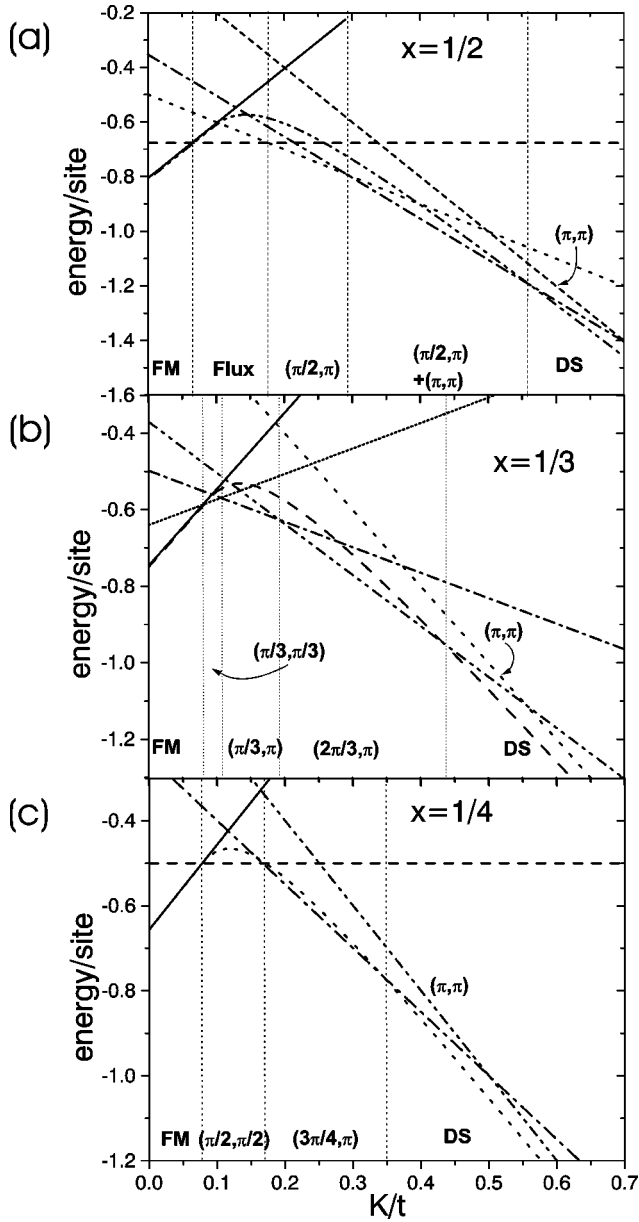 (a)
x=1/2
-0.2
-0.4
-0.6
-0.8
-1.0
-1.2
-1.4
-1.6
energy/site
(π,π)
FM Flux (π/2,π) (π/2,π) +(π,π) DS
(b)
x=1/3
-0.4
-0.6
-0.8
-1.0
-1.2
energy/site
(π,π)
(π/3,π/3)
FM (π/3,π) (2π/3,π) DS
(c)
x=1/4
-0.4
-0.6
-0.8
-1.0
-1.2
energy/site
(π,π)
FM (π/2,π/2) (3π/4,π) DS
0.0 0.1 0.2 0.3 0.4 0.5 0.6 0.7
K/t